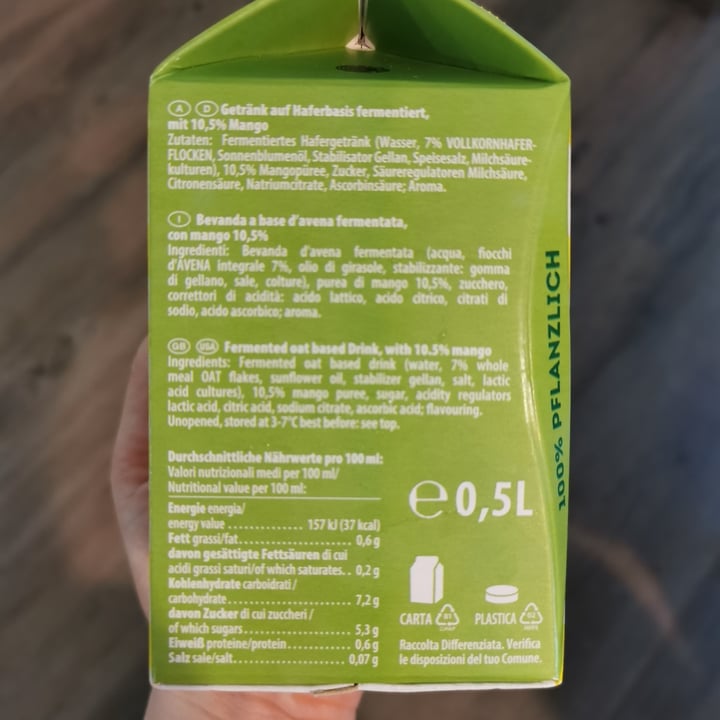 A D Getränk auf Haferbasis fermentiert,
mit 10,5% Mango
Zutaten: Fermentiertes Hafergetränk (Wasser, 7% VOLLKORNHAFER-
FLOCKEN, Sonnenblumenöl, Stabilisator Gellan, Speisesalz, Milchsäure-
kulturen), 10,5% Mangopüree, Zucker, Säureregulatoren Milchsäure,
Citronensäure, Natriumcitrate, Ascorbinsäure; Aroma.
I Bevanda a base d'avena fermentata,
con mango 10,5%
Ingredienti: Bevanda d'avena fermentata (acqua, fiocchi
d'AVENA integrale 7%, olio di girasole, stabilizzante: gomma
di gellano, sale, colture), purea di mango 10,5%, zucchero,
correttori di acidità: acido lattico, acido citrico, citrati di
sodio, acido ascorbico; aroma.
GB USA Fermented oat based Drink, with 10.5% mango
Ingredients: Fermented oat based drink (water, 7% whole
meal OAT flakes, sunflower oil, stabilizer gellan, salt, lactic
acid cultures), 10,5% mango puree, sugar, acidity regulators
lactic acid, citric acid, sodium citrate, ascorbic acid; flavouring.
Unopened, stored at 3-7°C best before: see top.
Durchschnittliche Nährwerte pro 100 ml:
Valori nutrizionali medi per 100 ml/
Nutritional value per 100 ml:
Energie energia/
energy value ............... 157 kJ (37 kcal)
Fett grassi/fat......................... 0,6 g
davon gesättigte Fettsäuren di cui
acidi grassi saturi/of which saturates.. 0,2 g
Kohlenhydrate carboidrati/
carbohydrate........................ 7,2 g
davon Zucker di cui zuccheri/
of which sugars...................... 5,3 g
Eiweiß proteine/protein............... 0,6 g
Salz sale/salt......................... 0,07 g
e 0,5L
CARTA 81 C/PAP PLASTICA 02
Raccolta Differenziata. Verifica
le disposizioni del tuo Comune.
100% PFLANZLICH